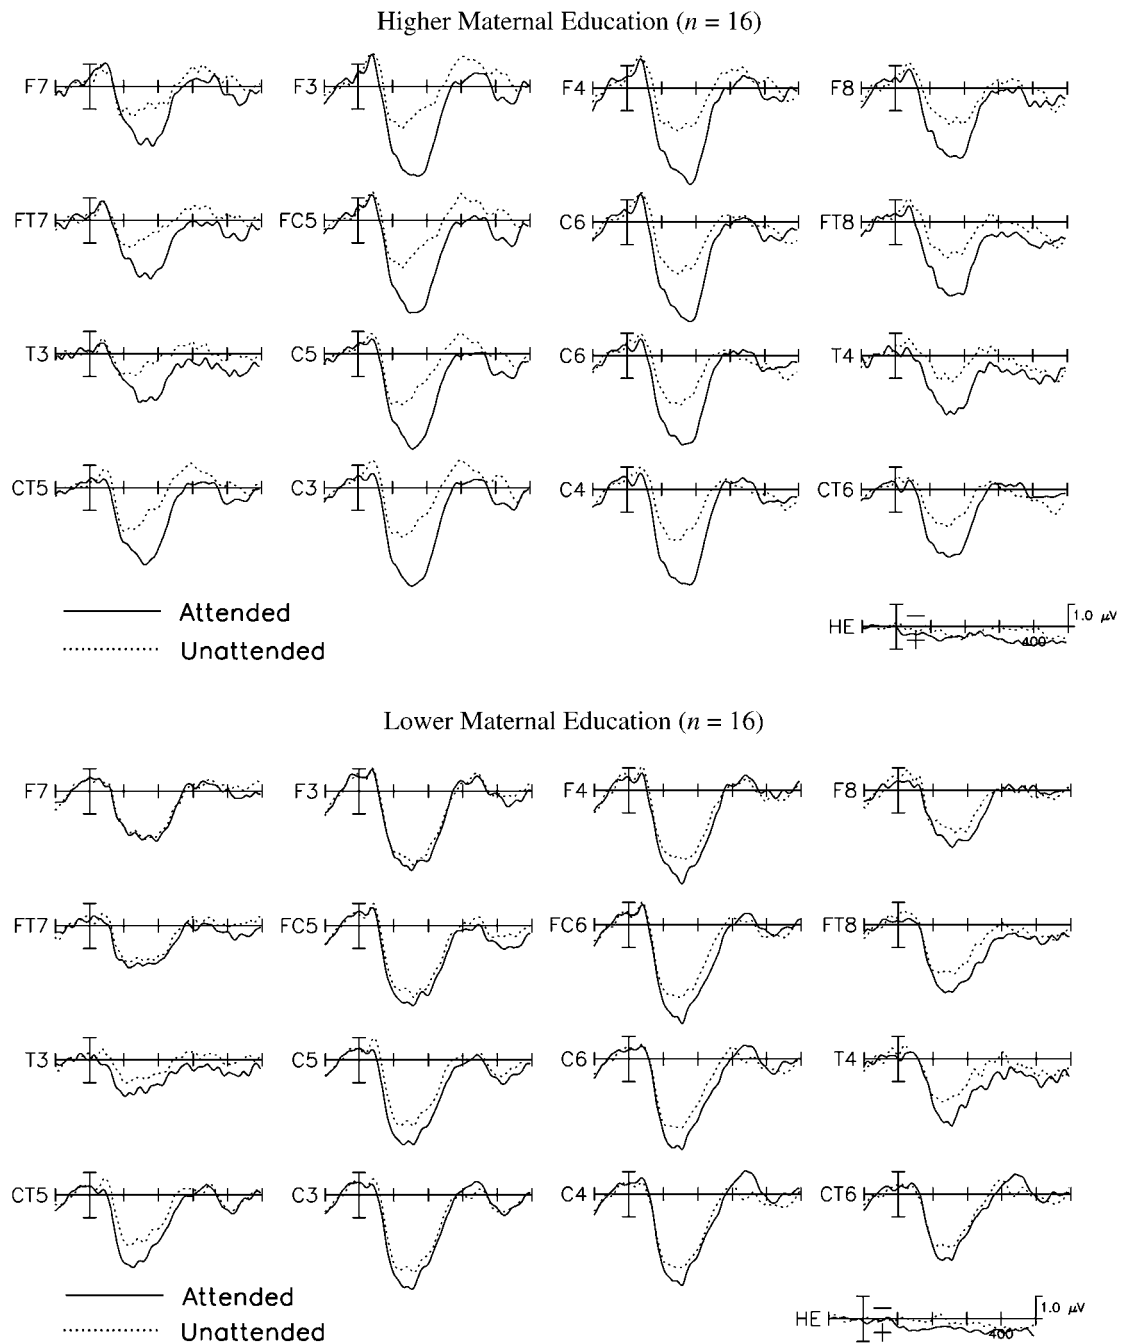 Higher Maternal Education (n = 16)
F7 F3 F4 F8
FT7 FC5 C6 FT8
T3 C5 C6 T4
CT5 C3 C4 CT6
Attended
Unattended
HE − + 400 1.0 μV
Lower Maternal Education (n = 16)
F7 F3 F4 F8
FT7 FC5 FC6 FT8
T3 C5 C6 T4
CT5 C3 C4 CT6
Attended
Unattended
HE − + 400 1.0 μV